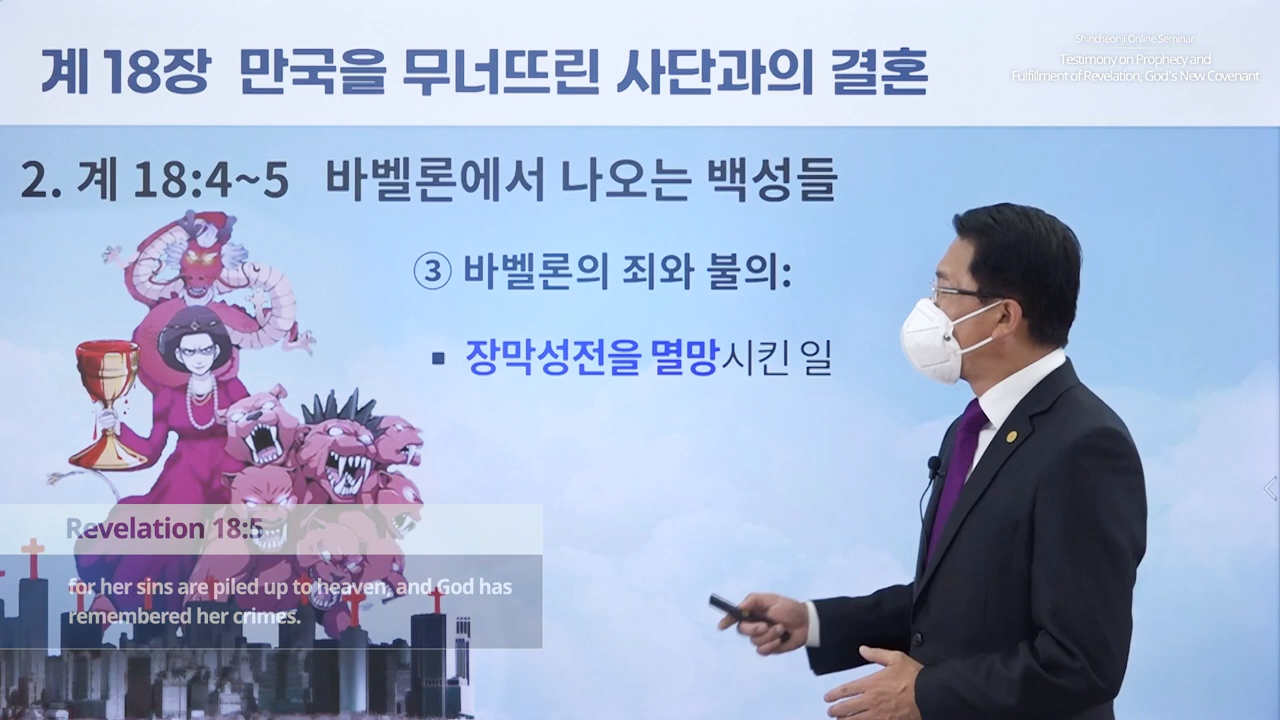 계 18장 만국을 무너뜨린 사단과의 결혼
Shincheonji Online Seminar
Testimony on Prophecy and
Fulfillment of Revelation, God's New Covenant
2. 계 18:4~5 바벨론에서 나오는 백성들
③ 바벨론의 죄와 불의:
▪ 장막성전을 멸망시킨 일
Revelation 18:5
for her sins are piled up to heaven, and God has
remembered her crimes.